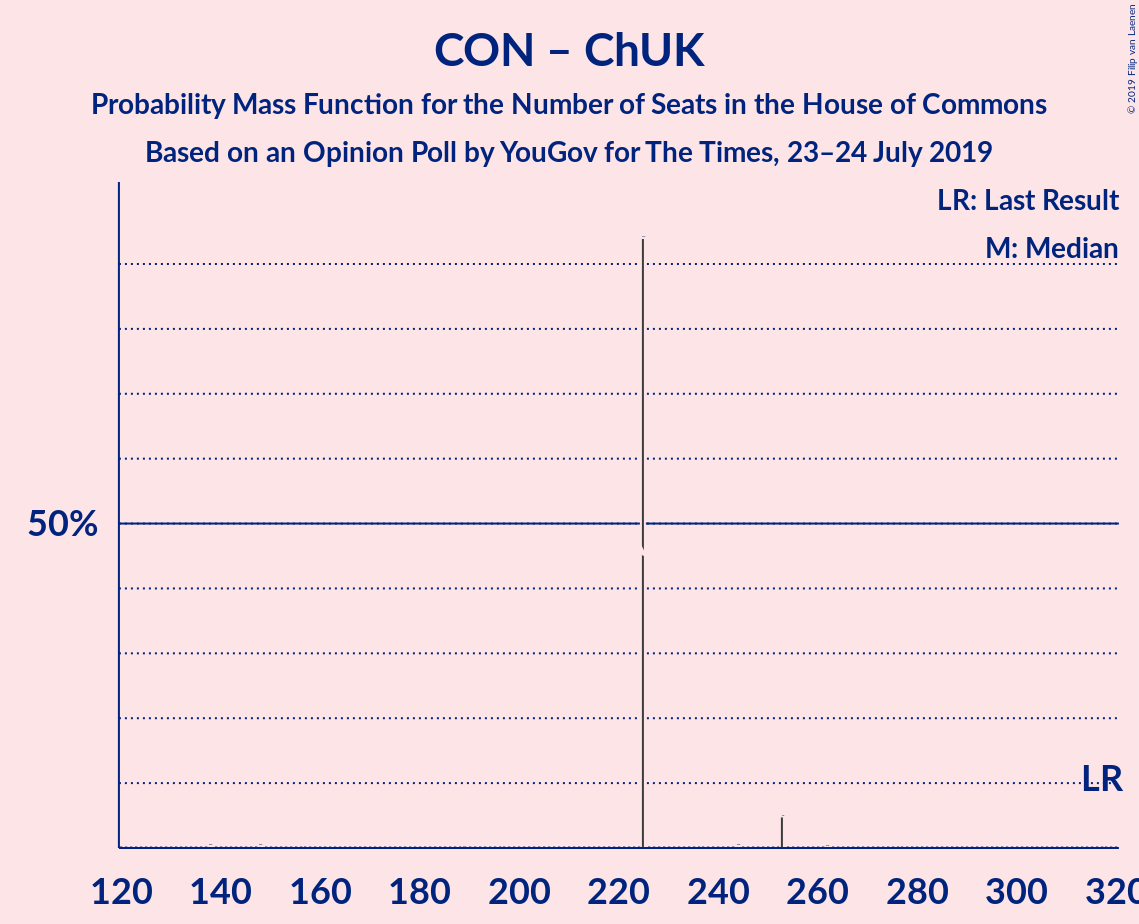 CON – ChUK
Probability Mass Function for the Number of Seats in the House of Commons
Based on an Opinion Poll by YouGov for The Times, 23–24 July 2019
© 2019 Filip van Laenen
LR: Last Result
M: Median
50%
LR
120 140 160 180 200 220 240 260 280 300 320